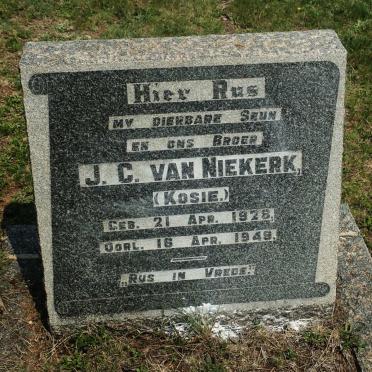 Hier Rus
MY DIERBARE SEUN
EN ONS BROER
J. C. VAN NIEKERK,
(KOSIE.)
GEB. 21 APR. 1928,
OORL. 16 APR. 1948,
„RUS IN VREDE."